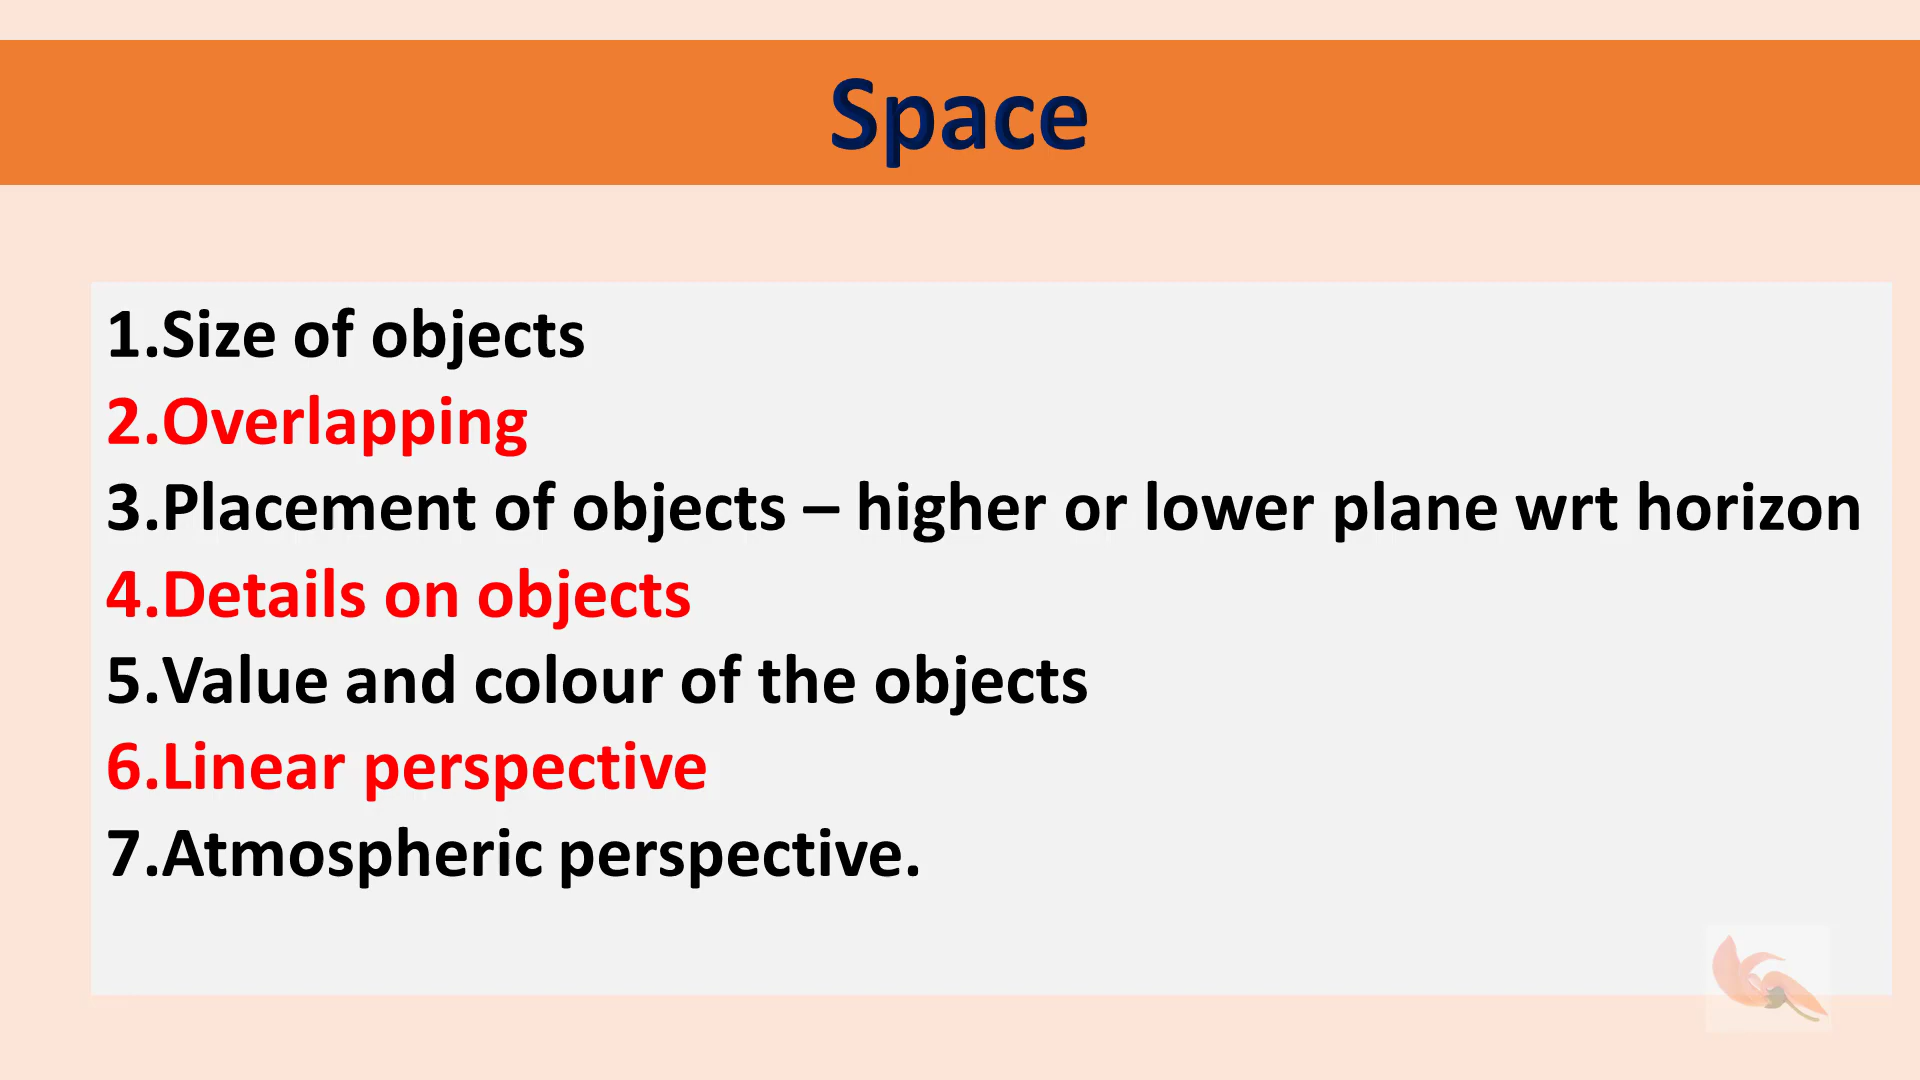 Space
1.Size of objects
2.Overlapping
3.Placement of objects – higher or lower plane wrt horizon
4.Details on objects
5.Value and colour of the objects
6.Linear perspective
7.Atmospheric perspective.